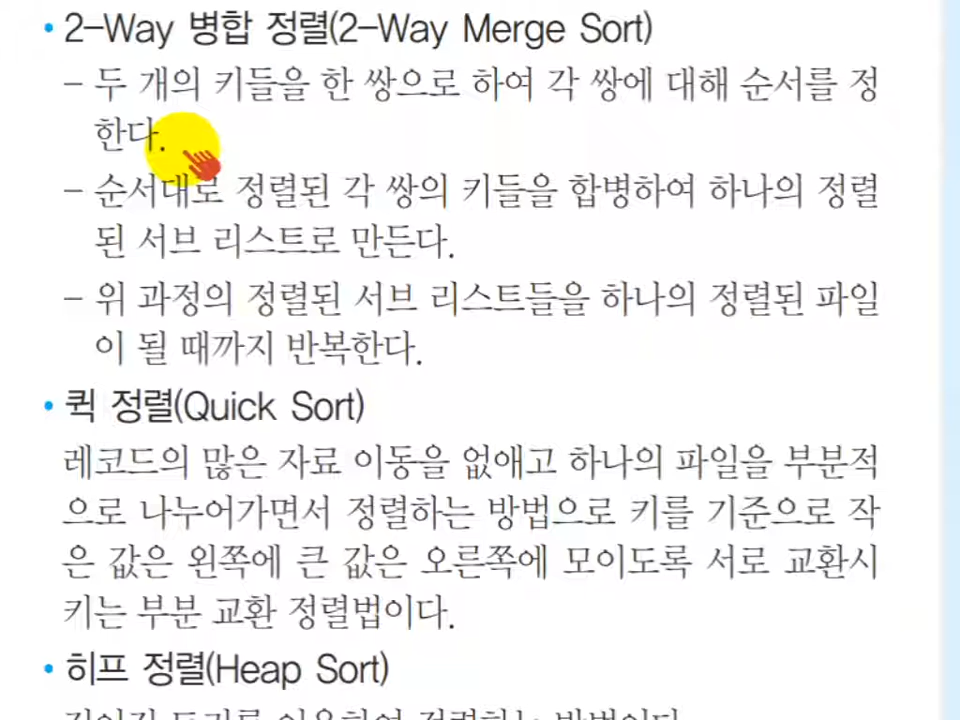 • 2-Way 병합 정렬(2-Way Merge Sort)
– 두 개의 키들을 한 쌍으로 하여 각 쌍에 대해 순서를 정
한다.
– 순서대로 정렬된 각 쌍의 키들을 합병하여 하나의 정렬
된 서브 리스트로 만든다.
– 위 과정의 정렬된 서브 리스트들을 하나의 정렬된 파일
이 될 때까지 반복한다.
• 퀵 정렬(Quick Sort)
레코드의 많은 자료 이동을 없애고 하나의 파일을 부분적
으로 나누어가면서 정렬하는 방법으로 키를 기준으로 작
은 값은 왼쪽에 큰 값은 오른쪽에 모이도록 서로 교환시
키는 부분 교환 정렬법이다.
• 히프 정렬(Heap Sort)